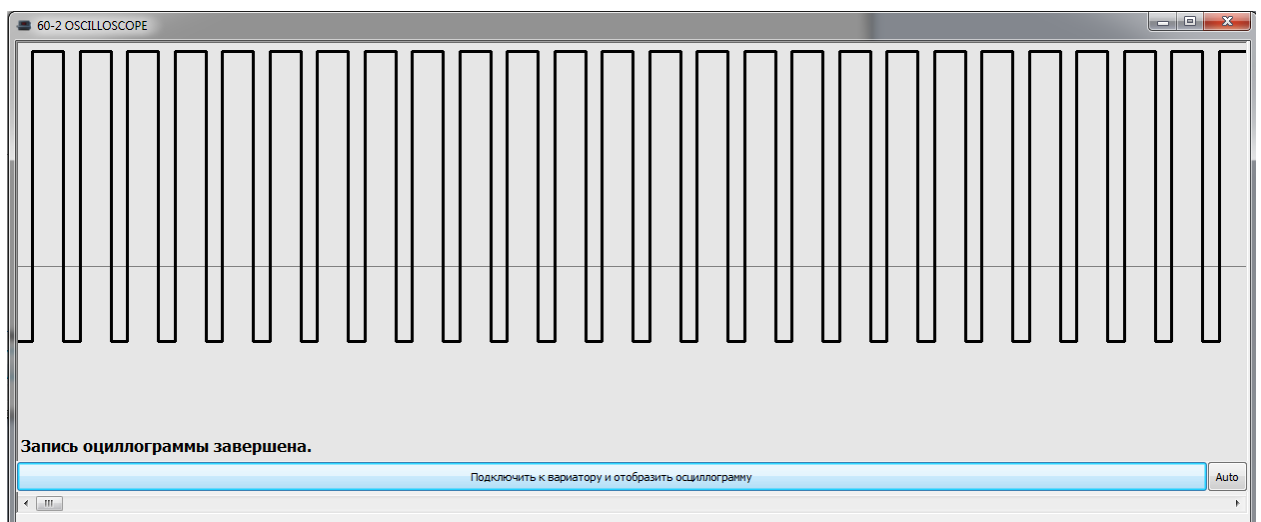 60-2 OSCILLOSCOPE
Запись оциллограммы завершена.
Подключить к вариатору и отобразить осциллограмму
Auto